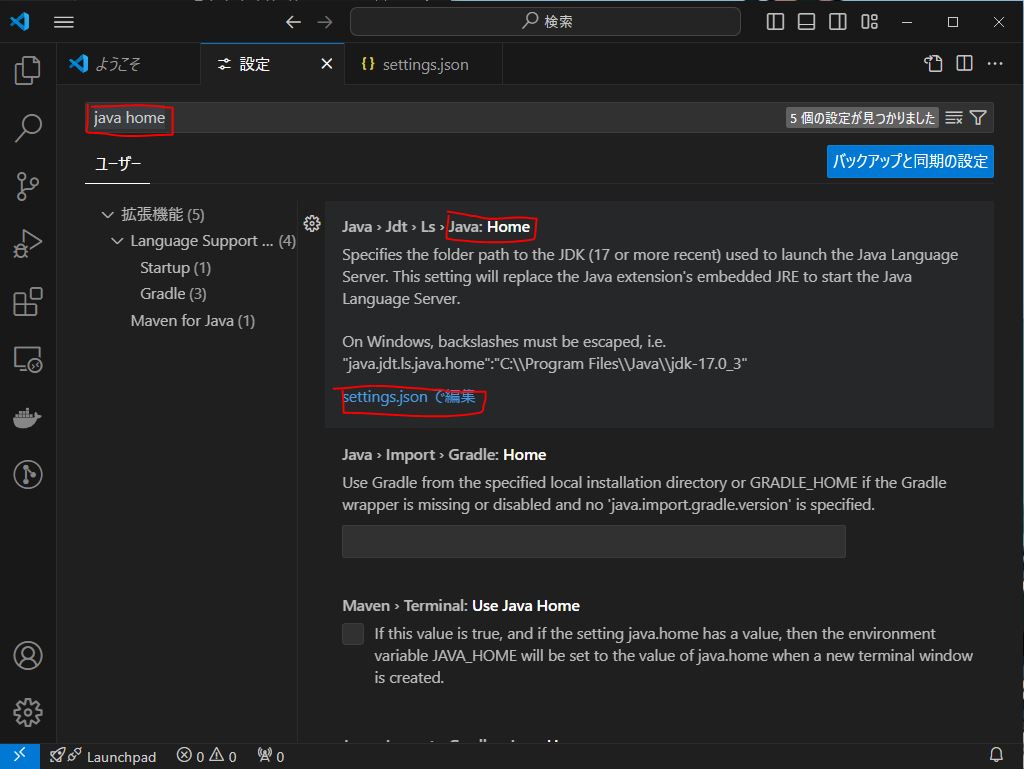 検索
ようこそ
設定
{} settings.json
java home
5 個の設定が見つかりました
ユーザー
バックアップと同期の設定
拡張機能 (5)
Language Support ... (4)
Startup (1)
Gradle (3)
Maven for Java (1)
Java › Jdt › Ls › Java: Home
Specifies the folder path to the JDK (17 or more recent) used to launch the Java Language
Server. This setting will replace the Java extension's embedded JRE to start the Java
Language Server.
On Windows, backslashes must be escaped, i.e.
"java.jdt.ls.java.home":"C:\\Program Files\\Java\\jdk-17.0_3"
settings.json で編集
Java › Import › Gradle: Home
Use Gradle from the specified local installation directory or GRADLE_HOME if the Gradle
wrapper is missing or disabled and no 'java.import.gradle.version' is specified.
Maven › Terminal: Use Java Home
If this value is true, and if the setting java.home has a value, then the environment
variable JAVA_HOME will be set to the value of java.home when a new terminal window
is created.
Launchpad
0
0
0